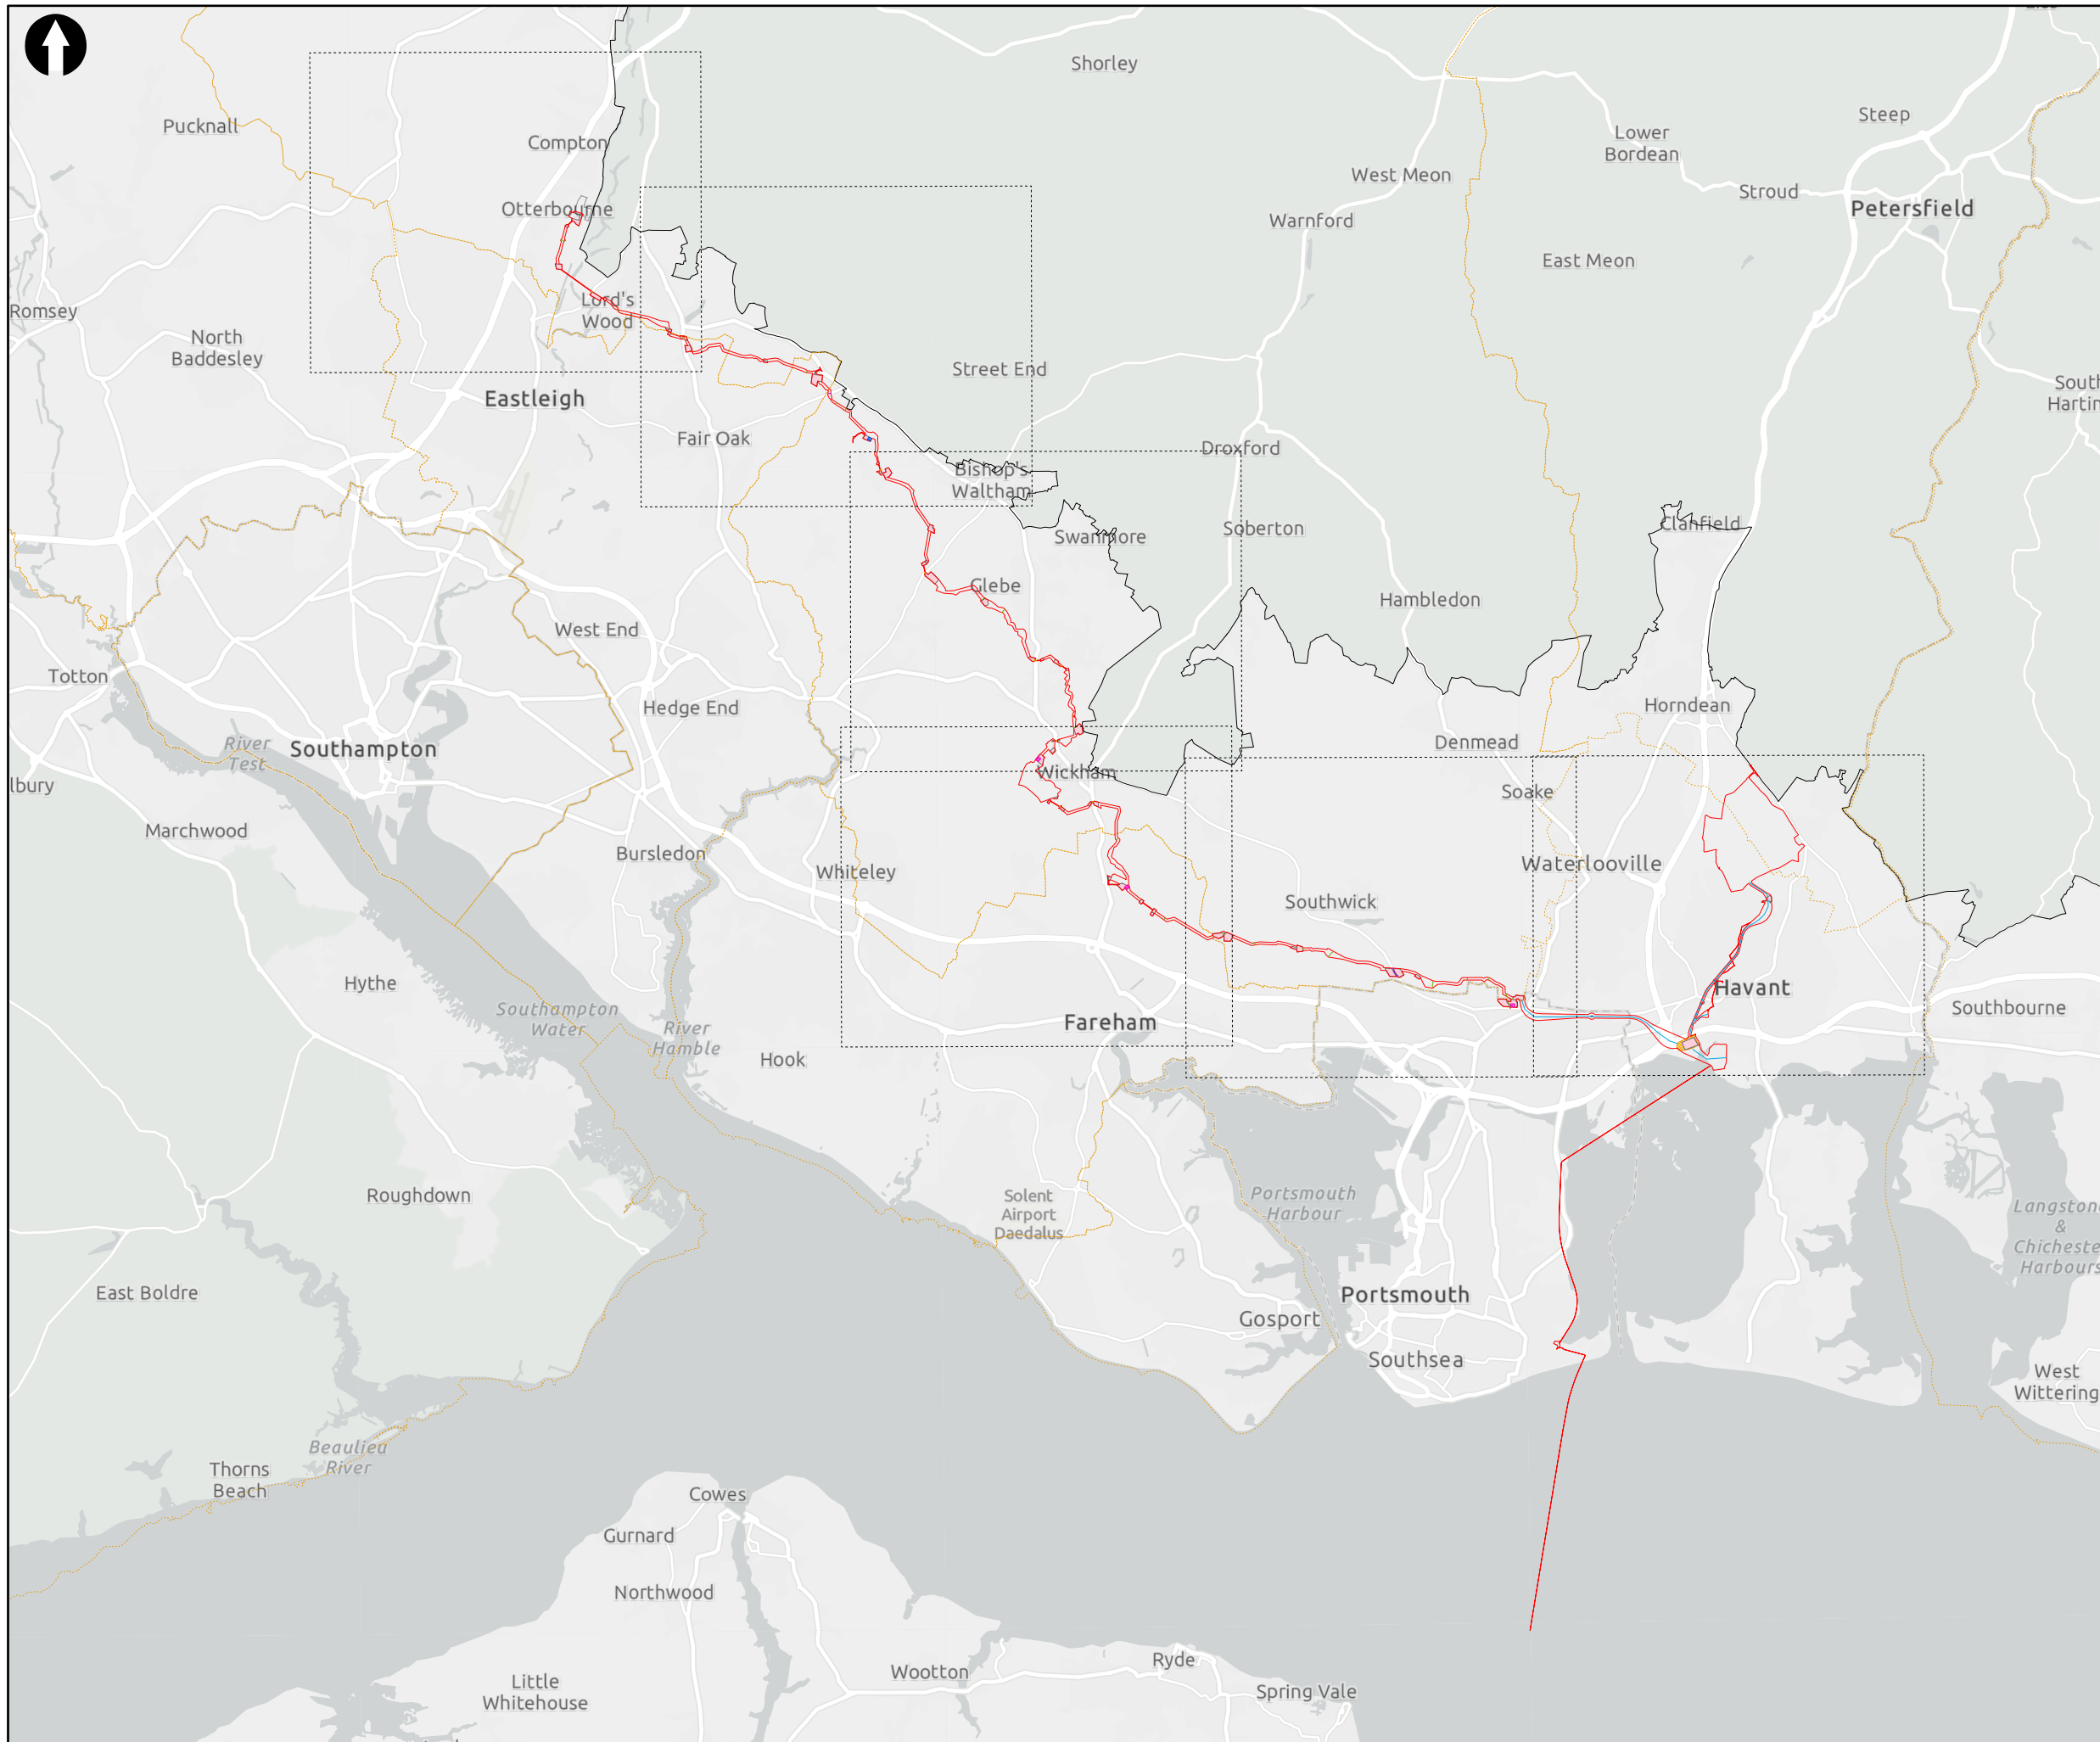 Shorley
Steep
Pucknall
Compton
Lower
Bordean
West Meon
Stroud
Otterbourne
Warnford
Petersfield
East Meon
Lord's
Wood
Romsey
North
Baddesley
Street End
South
Hartin
Eastleigh
Fair Oak
Droxford
Bishop's
Waltham
Clanfield
Soberton
Swanmore
Glebe
Hambledon
West End
Totton
Hedge End
Horndean
River
Test
Southampton
Denmead
Wickham
lbury
Soake
Marchwood
Bursledon
Waterlooville
Whiteley
Southwick
Hythe
Havant
Southampton
Water
Southbourne
Fareham
River
Hamble
Hook
Roughdown
Solent
Airport
Daedalus
Portsmouth
Harbour
Langston
&
Chicheste
Harbours
East Boldre
Portsmouth
Gosport
Southsea
West
Wittering
Beaulieu
River
Thorns
Beach
Cowes
Gurnard
Northwood
Ryde
Wootton
Little
Whitehouse
Spring Vale